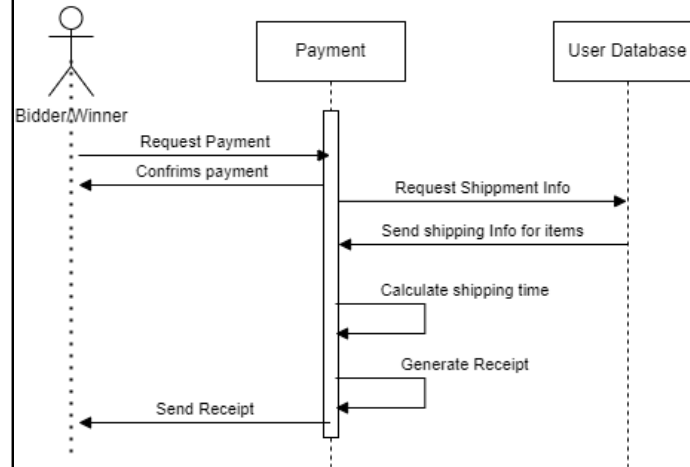 Payment
User Database
Bidder/Winner
Request Payment
Confrims payment
Request Shippment Info
Send shipping Info for items
Calculate shipping time
Generate Receipt
Send Receipt